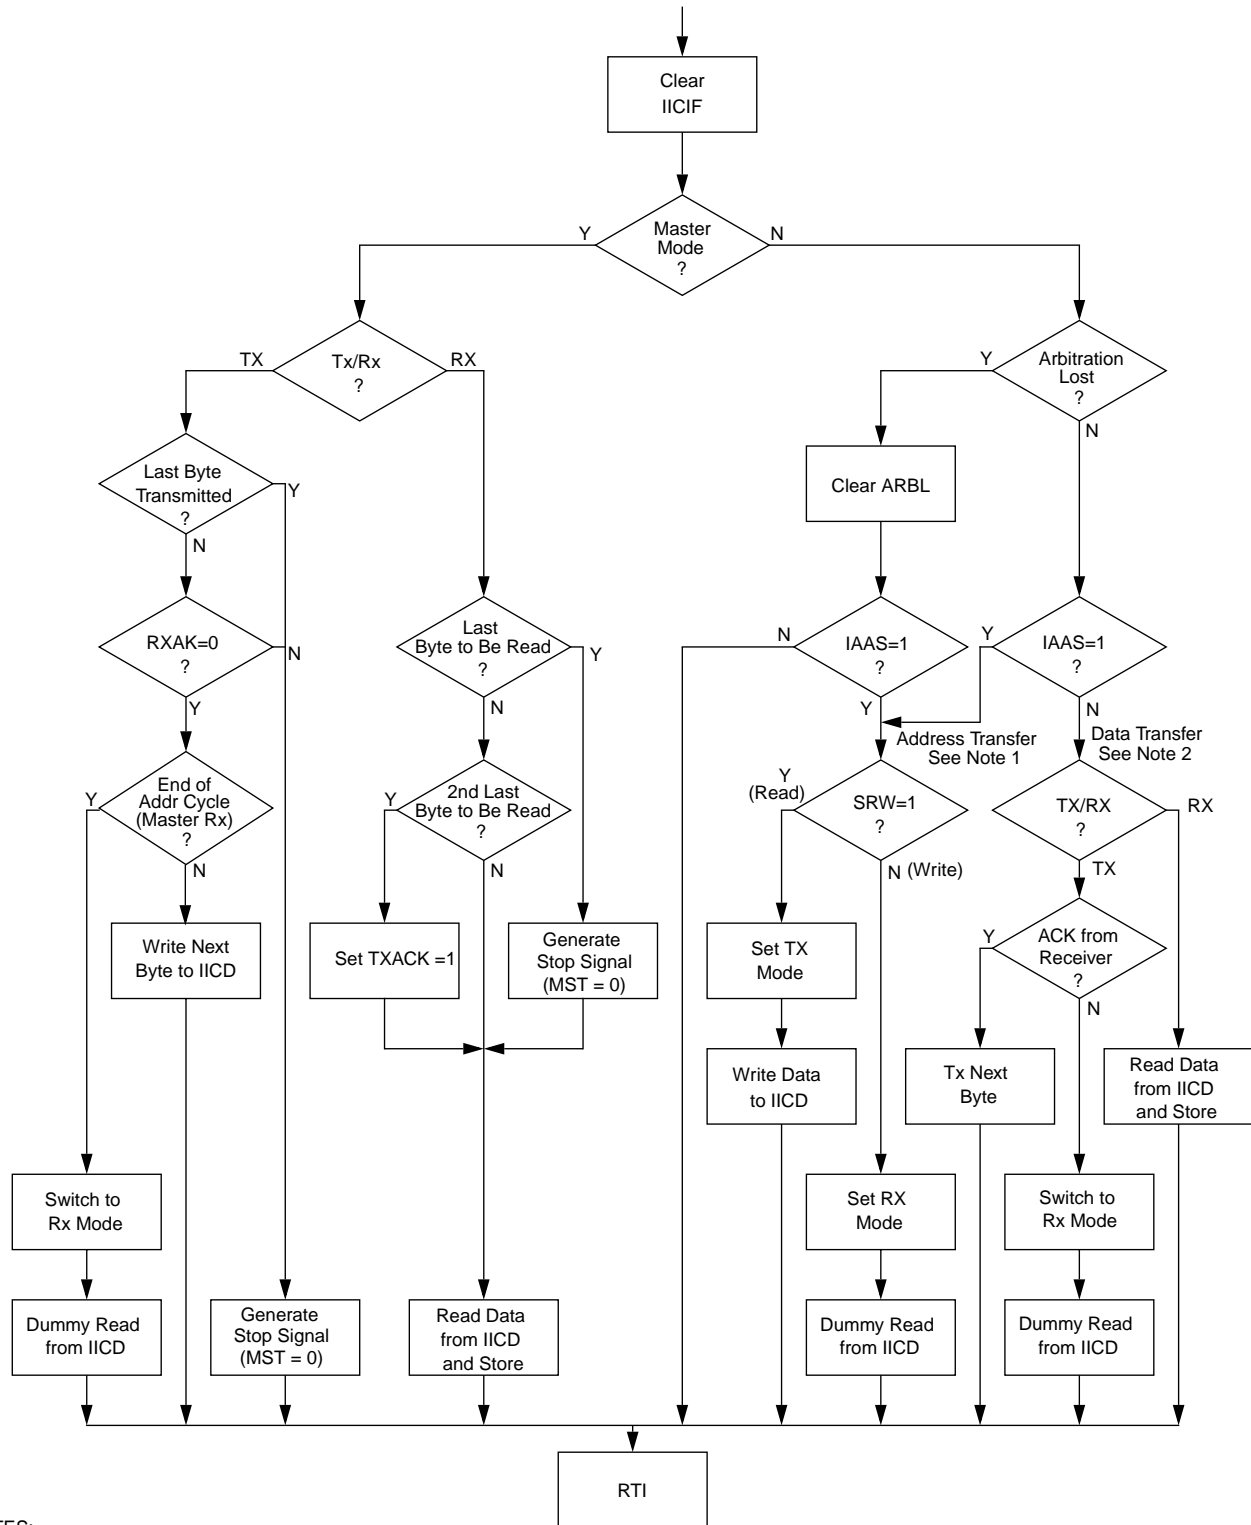 Clear
IICIF
Master
Mode
?
Y
N
Tx/Rx
?
TX
RX
Arbitration
Lost
?
Y
N
Last Byte
Transmitted
?
Y
N
Clear ARBL
RXAK=0
?
N
Y
Last
Byte to Be Read
?
Y
N
IAAS=1
?
N
Y
IAAS=1
?
Y
N
Address Transfer
See Note 1
Data Transfer
See Note 2
End of
Addr Cycle
(Master Rx)
?
Y
N
2nd Last
Byte to Be Read
?
Y
N
Y
(Read)
SRW=1
?
N (Write)
TX/RX
?
RX
TX
Write Next
Byte to IICD
Set TXACK =1
Generate
Stop Signal
(MST = 0)
Set TX
Mode
ACK from
Receiver
?
Y
N
Write Data
to IICD
Tx Next
Byte
Read Data
from IICD
and Store
Switch to
Rx Mode
Set RX
Mode
Switch to
Rx Mode
Dummy Read
from IICD
Generate
Stop Signal
(MST = 0)
Read Data
from IICD
and Store
Dummy Read
from IICD
Dummy Read
from IICD
RTI